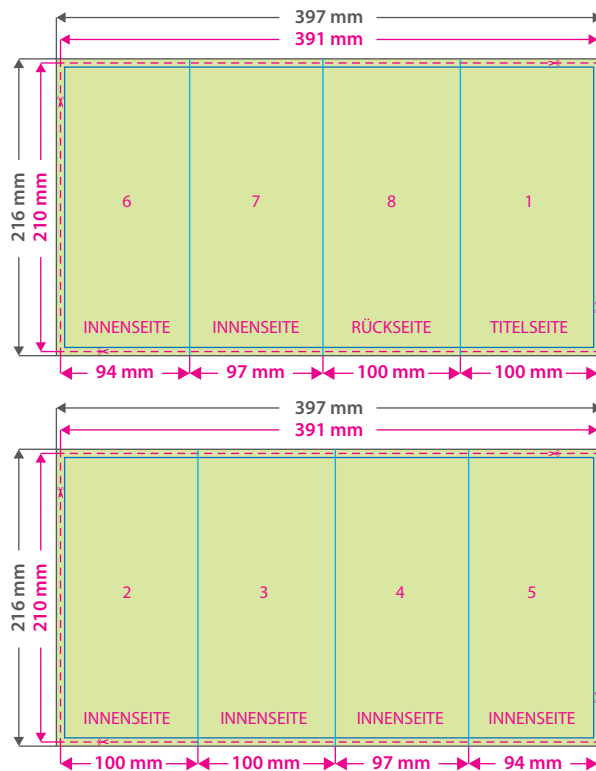 397 mm
391 mm
216 mm
210 mm
6 7 8 1
INNENSEITE INNENSEITE RÜCKSEITE TITELSEITE
94 mm 97 mm 100 mm 100 mm
397 mm
391 mm
216 mm
210 mm
2 3 4 5
INNENSEITE INNENSEITE INNENSEITE INNENSEITE
100 mm 100 mm 97 mm 94 mm